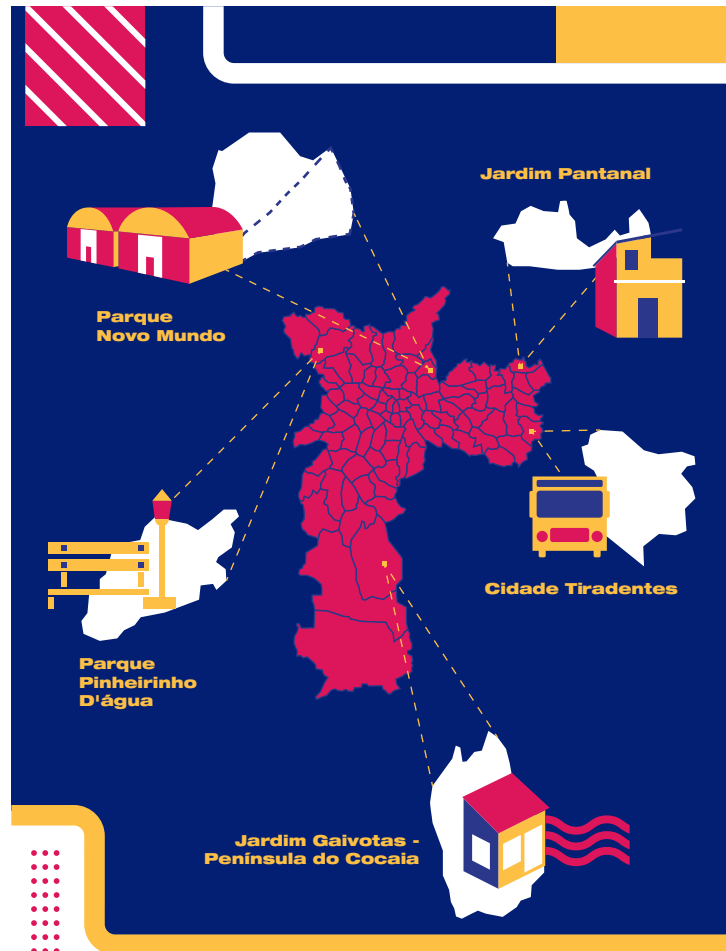 Jardim Pantanal
Parque
Novo Mundo
Cidade Tiradentes
Parque
Pinheirinho
D'água
Jardim Gaivotas -
Península do Cocaia